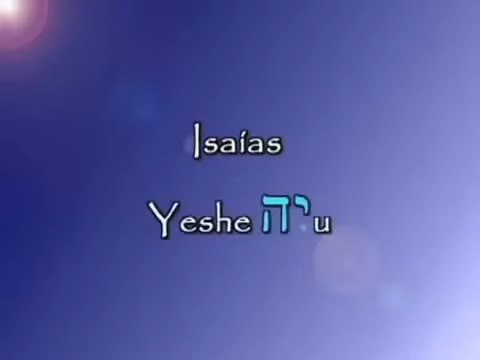 Isaías
Yeshe יה u